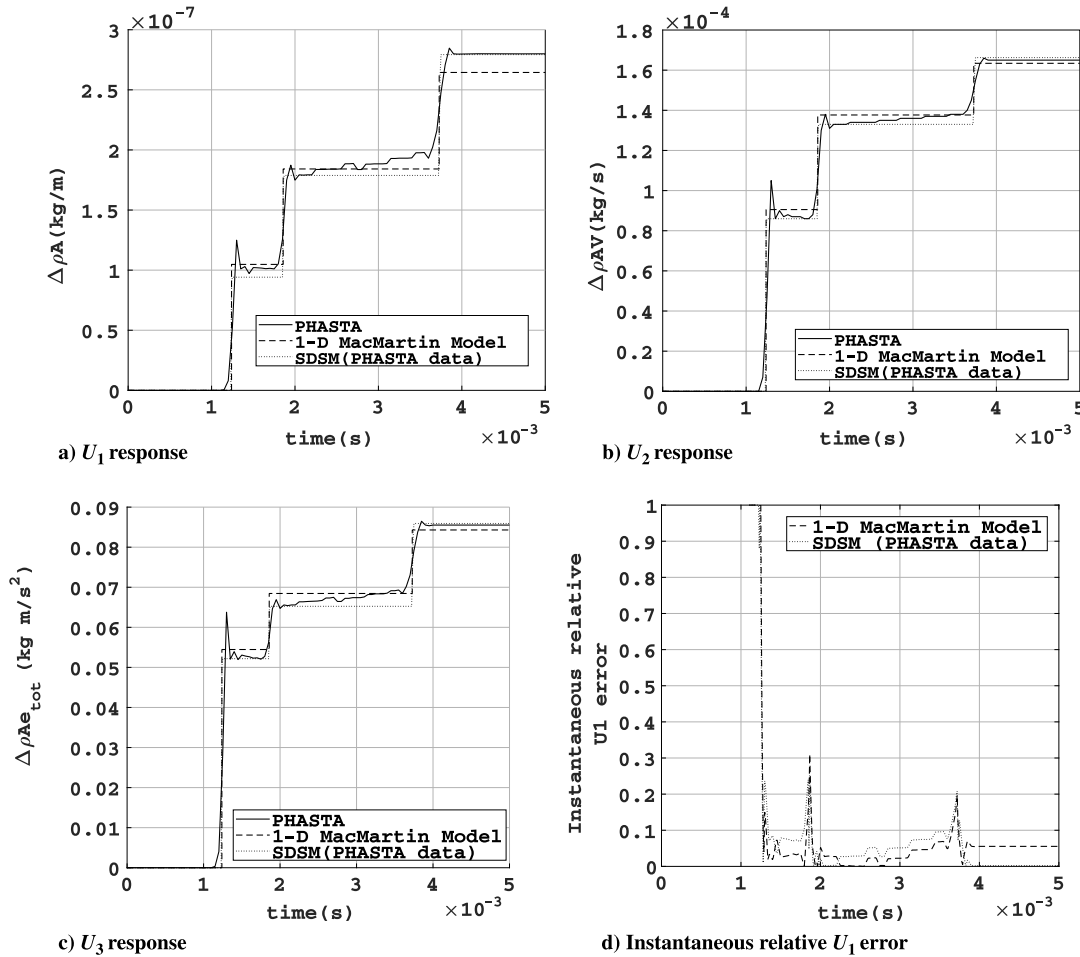 ×10⁻⁷
3
2.5
2
1.5
1
0.5
0
ΔρA(kg/m)
PHASTA
1-D MacMartin Model
SDSM(PHASTA data)
0 1 2 3 4 5
time(s)
×10⁻³
a) U₁ response
×10⁻⁴
1.8
1.6
1.4
1.2
1
0.8
0.6
0.4
0.2
0
ΔρAV(kg/s)
PHASTA
1-D MacMartin Model
SDSM(PHASTA data)
0 1 2 3 4 5
time(s)
×10⁻³
b) U₂ response
0.09
0.08
0.07
0.06
0.05
0.04
0.03
0.02
0.01
0
ΔρAe_tot (kg m/s²)
PHASTA
1-D MacMartin Model
SDSM(PHASTA data)
0 1 2 3 4 5
time(s)
×10⁻³
c) U₃ response
1
0.9
0.8
0.7
0.6
0.5
0.4
0.3
0.2
0.1
0
Instantaneous relative
U1 error
1-D MacMartin Model
SDSM (PHASTA data)
0 1 2 3 4 5
time(s)
×10⁻³
d) Instantaneous relative U₁ error